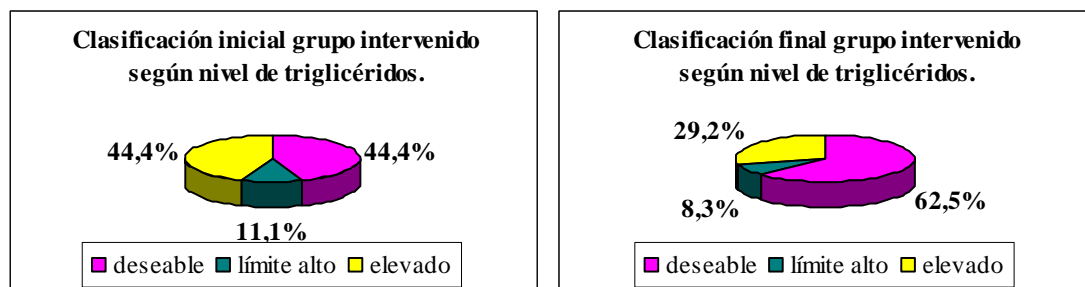 Clasificación inicial grupo intervenido
según nivel de triglicéridos.
44,4%
44,4%
11,1%
deseable límite alto elevado
Clasificación final grupo intervenido
según nivel de triglicéridos.
29,2%
8,3%
62,5%
deseable límite alto elevado